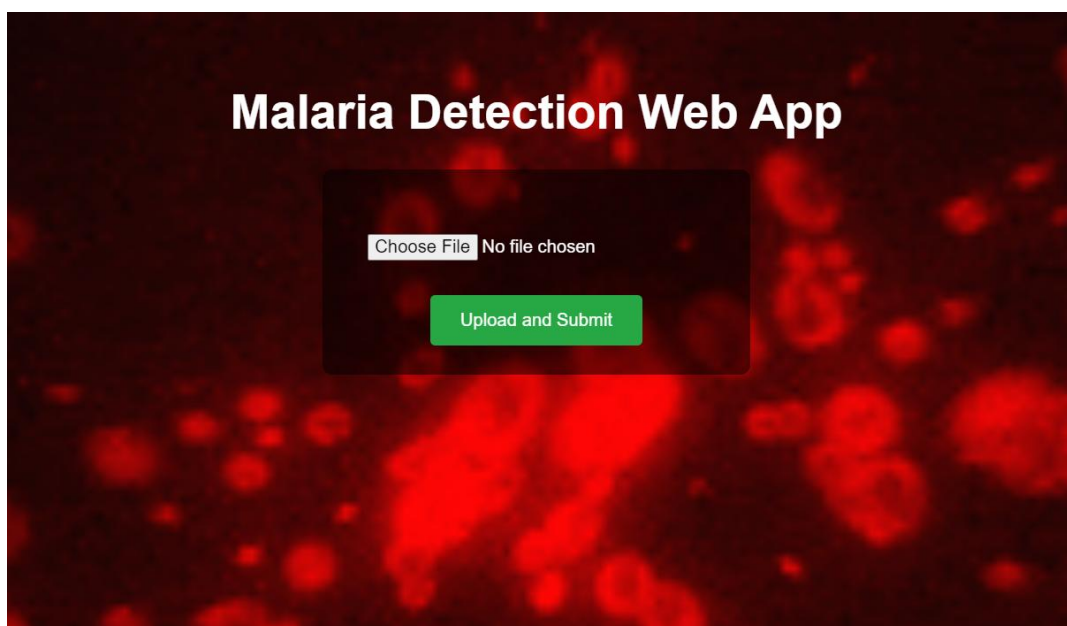 Malaria Detection Web App
Choose File No file chosen
Upload and Submit